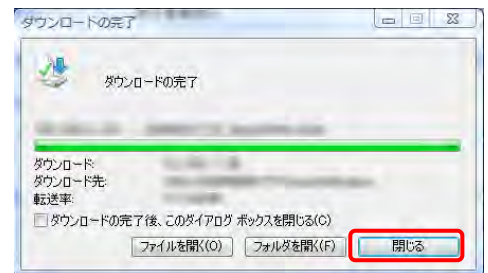 ダウンロードの完了
ダウンロードの完了
ダウンロード:
ダウンロード先:
転送率:
ダウンロードの完了後、このダイアログ ボックスを閉じる(C)
ファイルを開く(O) フォルダを開く(F) 閉じる